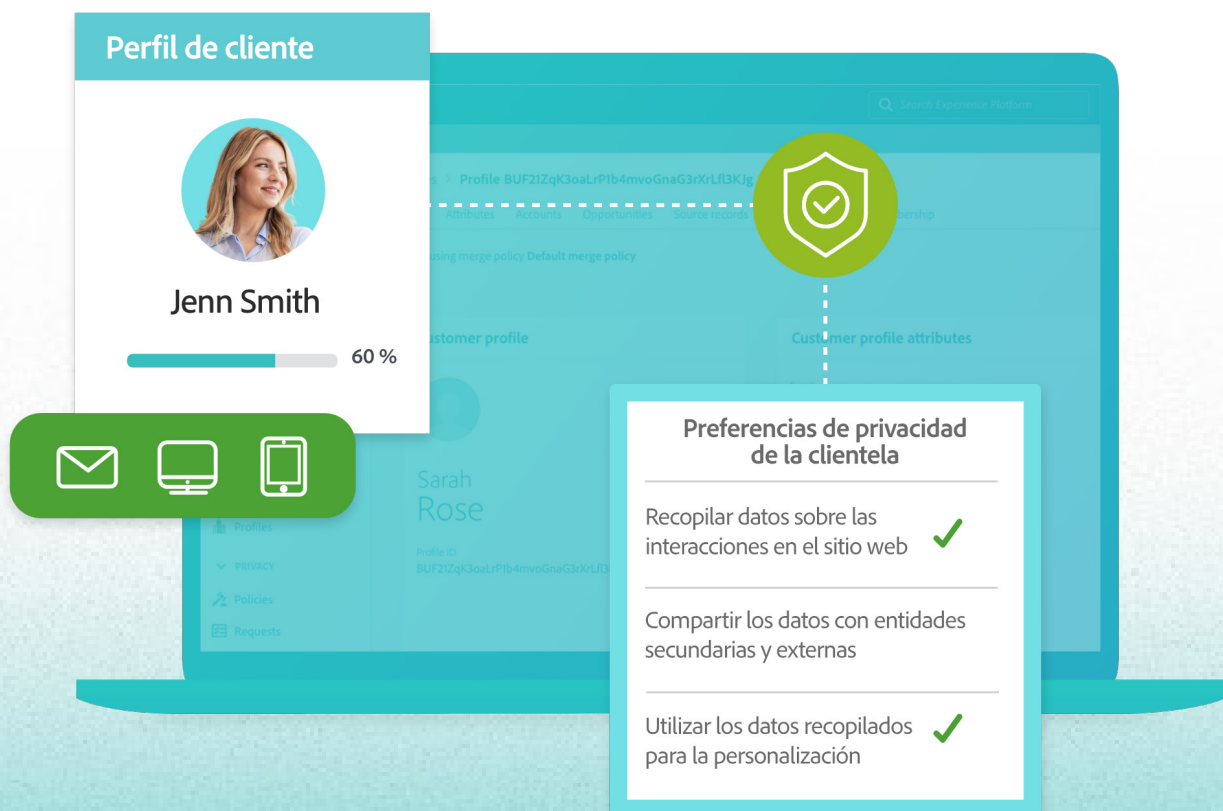 Perfil de cliente
Jenn Smith
60 %
Search Experience Platform
Profile BUF21ZqK3oaLrP1b4mvoGnaG3rXrLfl3KJg
Attributes Accounts Opportunities Source records
using merge policy Default merge policy
Customer profile attributes
Sarah
Rose
Profile ID
Profiles
PRIVACY
Policies
Requests
Preferencias de privacidad
de la clientela
Recopilar datos sobre las
interacciones en el sitio web
Compartir los datos con entidades
secundarias y externas
Utilizar los datos recopilados
para la personalización